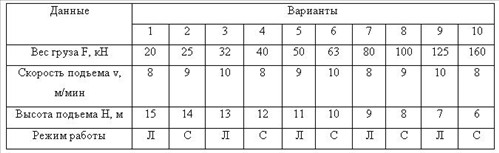 Данные Варианты
1 2 3 4 5 6 7 8 9 10
Вес груза F, кН 20 25 32 40 50 63 80 100 125 160
Скорость подъема v, м/мин 8 9 10 8 9 10 8 9 10 8
Высота подъема Н, м 15 14 13 12 11 10 9 8 7 6
Режим работы Л С Л С Л С Л С Л С